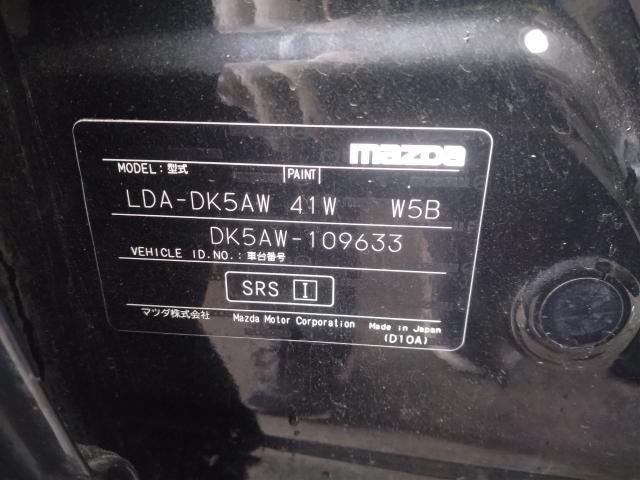 mazda
MODEL: 型式 PAINT
LDA-DK5AW 41W W5B
DK5AW-109633
VEHICLE ID.NO.: 車台番号
SRS I
マツダ株式会社 Mazda Motor Corporation Made in Japan
(D10A)